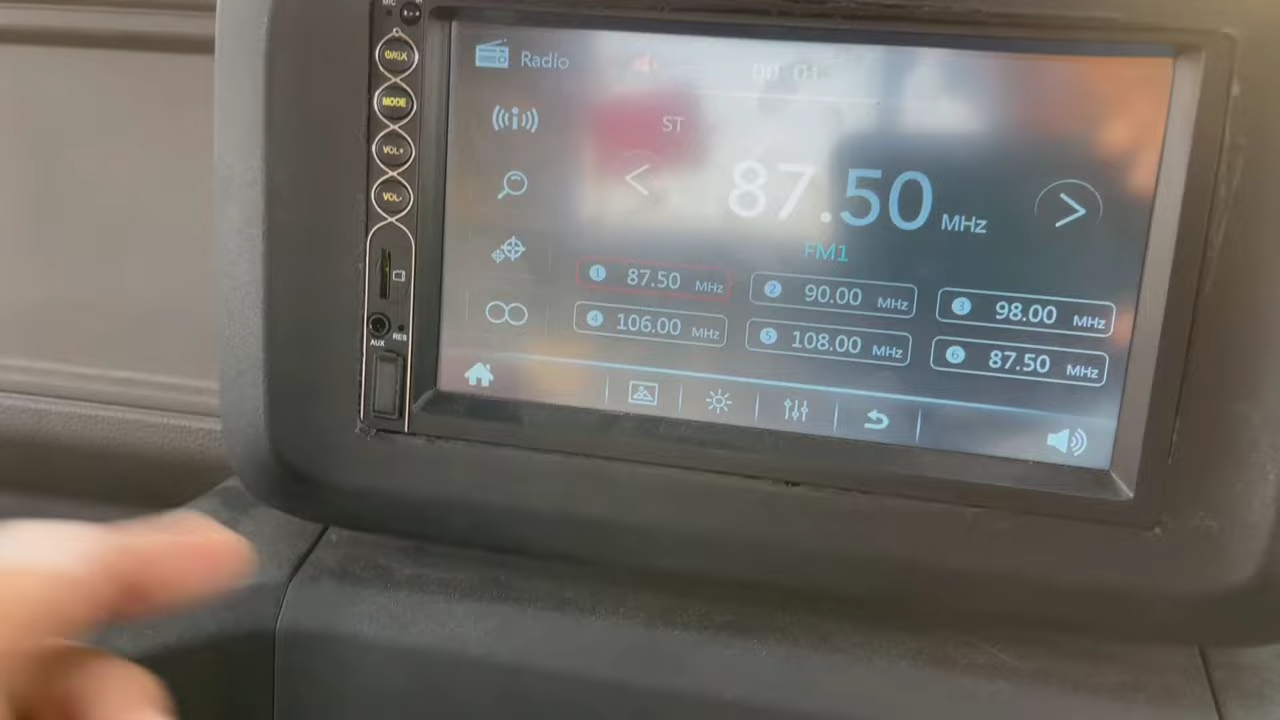 MIC
MODE
VOL+
VOL-
AUX
RES
Radio
ST
87.50 MHz
FM1
1 87.50 MHz
2 90.00 MHz
3 98.00 MHz
4 106.00 MHz
5 108.00 MHz
6 87.50 MHz